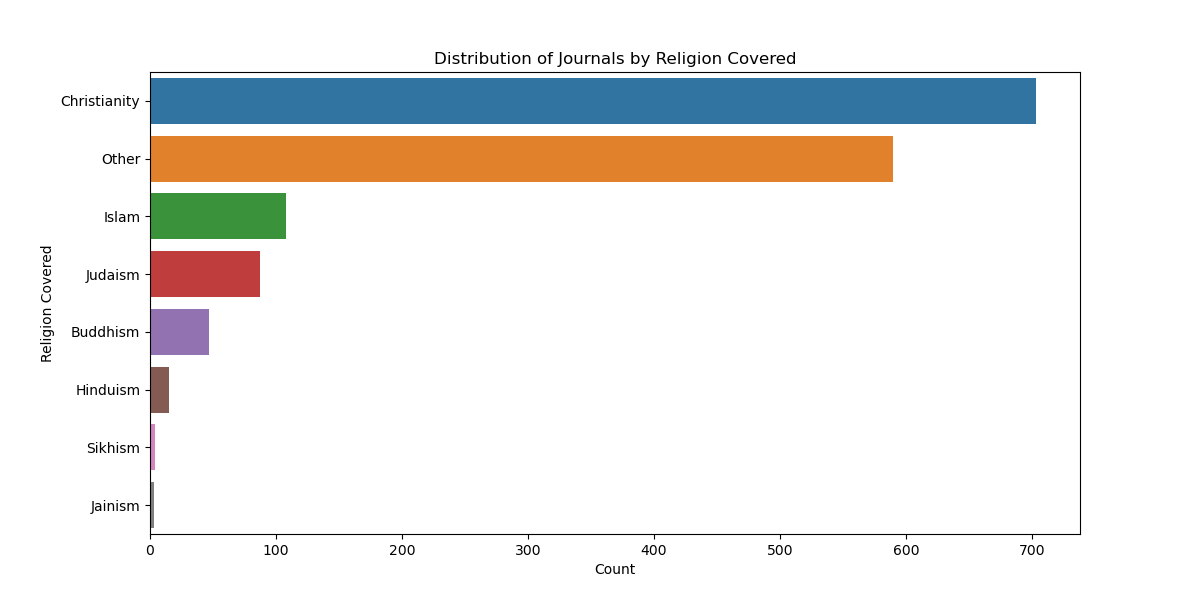 Distribution of Journals by Religion Covered
Christianity
Other
Islam
Judaism
Buddhism
Hinduism
Sikhism
Jainism
Religion Covered
0 100 200 300 400 500 600 700
Count